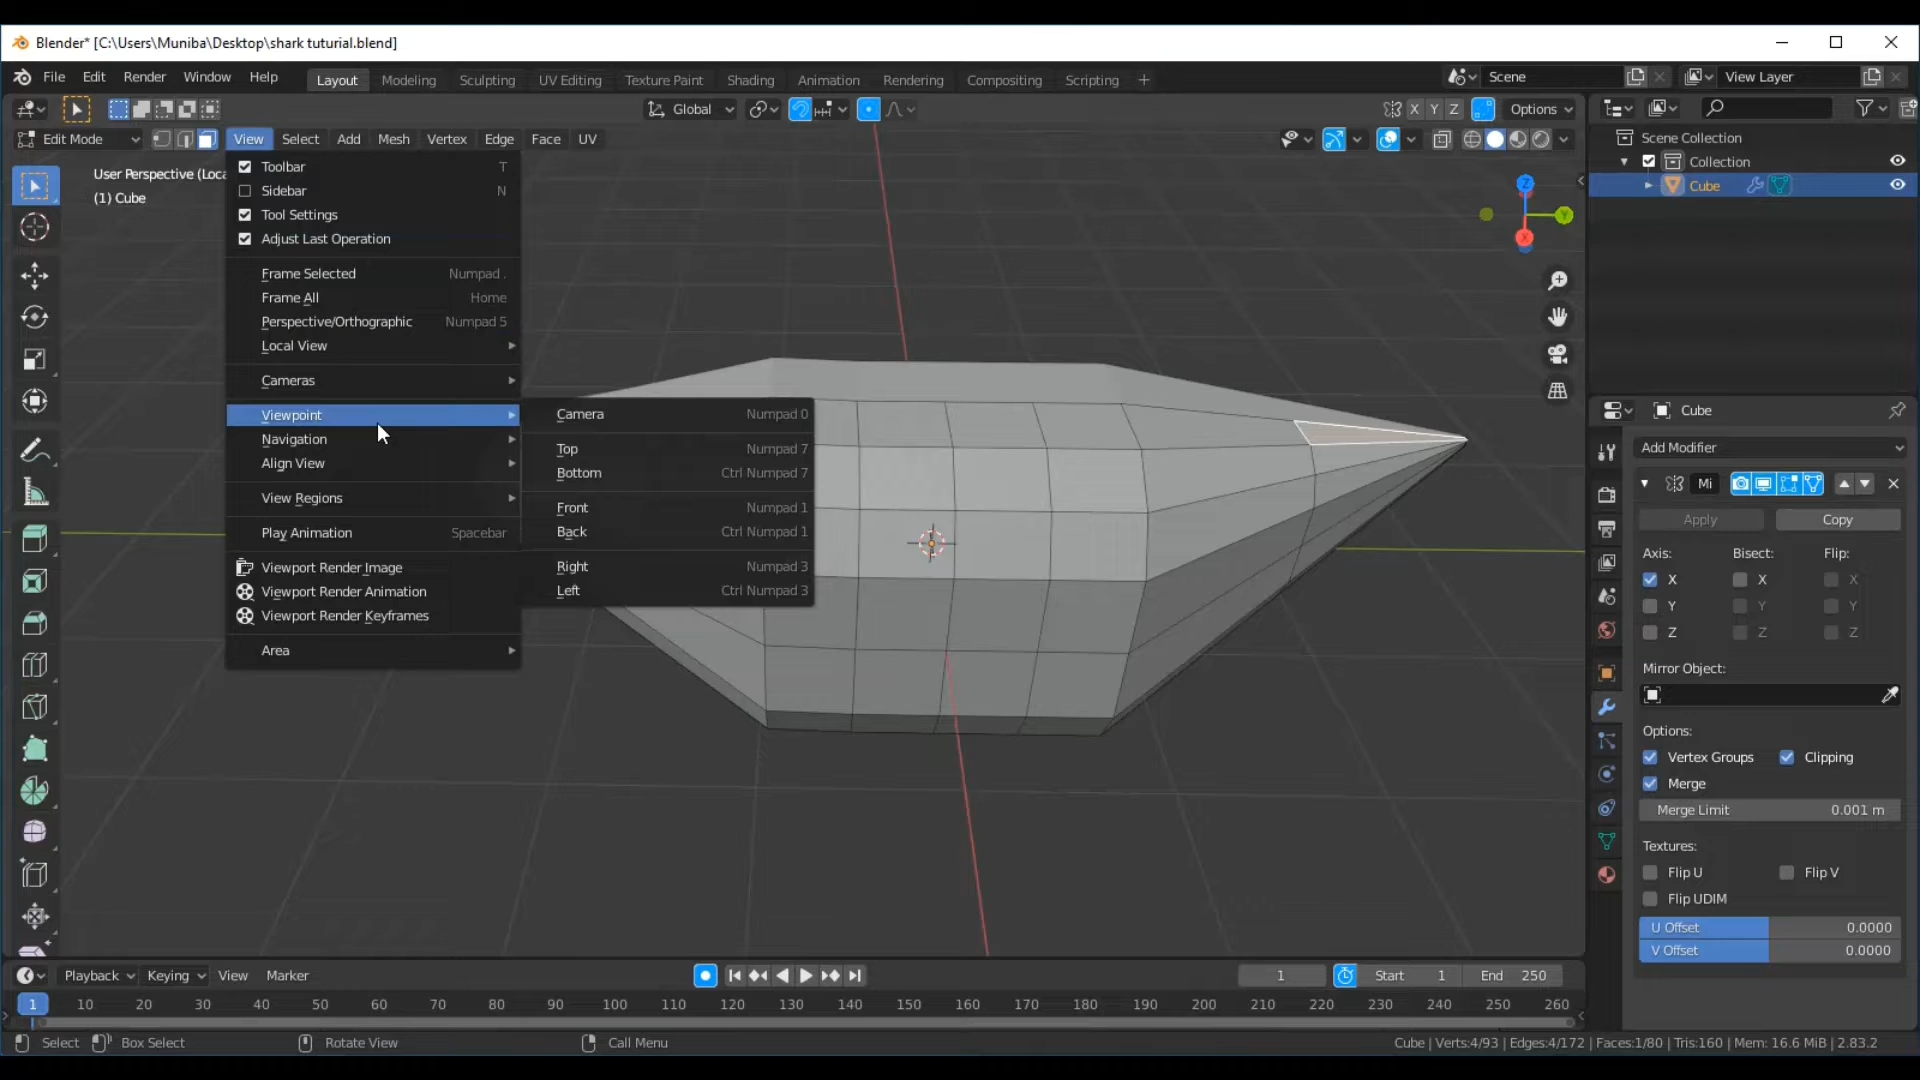 Blender* [C:\Users\Muniba\Desktop\shark tuturial.blend]
File Edit Render Window Help Layout Modeling Sculpting UV Editing Texture Paint Shading Animation Rendering Compositing Scripting + Scene View Layer
Global X Y Z Options
Edit Mode View Select Add Mesh Vertex Edge Face UV
Scene Collection
Collection
Cube
User Perspective (Loca
(1) Cube
Z
Y
X
Toolbar T
Sidebar N
Tool Settings
Adjust Last Operation
Frame Selected Numpad .
Frame All Home
Perspective/Orthographic Numpad 5
Local View
Cameras
Viewpoint
Navigation
Align View
View Regions
Play Animation Spacebar
Viewport Render Image
Viewport Render Animation
Viewport Render Keyframes
Area
Camera Numpad 0
Top Numpad 7
Bottom Ctrl Numpad 7
Front Numpad 1
Back Ctrl Numpad 1
Right Numpad 3
Left Ctrl Numpad 3
Cube
Add Modifier
Mi
Apply Copy
Axis: Bisect: Flip:
X X X
Y Y Y
Z Z Z
Mirror Object:
Options:
Vertex Groups Clipping
Merge
Merge Limit 0.001 m
Textures:
Flip U Flip V
Flip UDIM
U Offset 0.0000
V Offset 0.0000
Playback Keying View Marker 1 Start 1 End 250
1 10 20 30 40 50 60 70 80 90 100 110 120 130 140 150 160 170 180 190 200 210 220 230 240 250 260
Select Box Select Rotate View Call Menu Cube | Verts:4/93 | Edges:4/172 | Faces:1/80 | Tris:160 | Mem: 16.6 MiB | 2.83.2